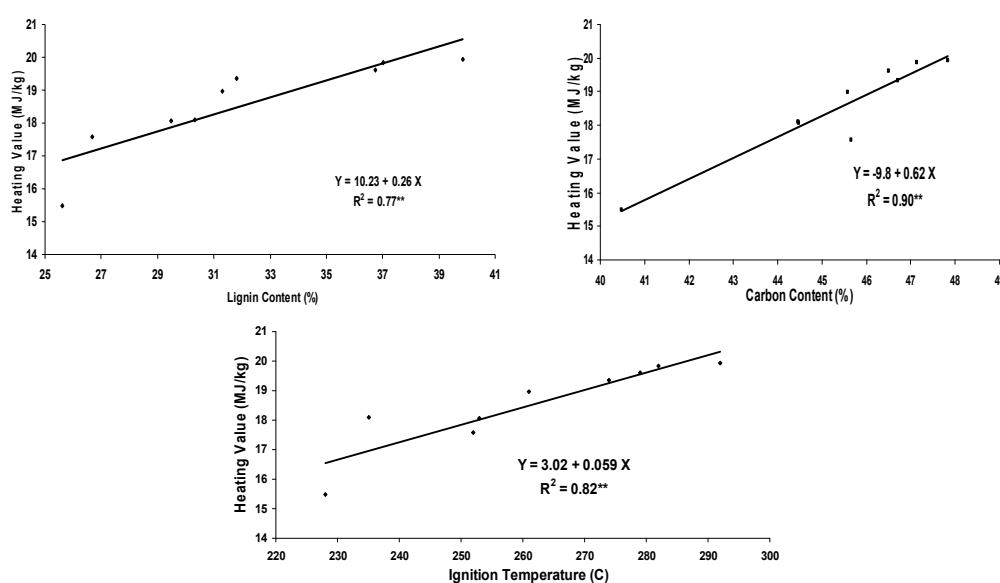 21
20
19
18
17
16
15
14
Heating Value (MJ/kg)
Y = 10.23 + 0.26 X
R² = 0.77**
25 27 29 31 33 35 37 39 41
Lignin Content (%)
21
20
19
18
17
16
15
14
Heating Value (MJ/kg)
Y = -9.8 + 0.62 X
R² = 0.90**
40 41 42 43 44 45 46 47 48
Carbon Content (%)
21
20
19
18
17
16
15
14
Heating Value (MJ/kg)
Y = 3.02 + 0.059 X
R² = 0.82**
220 230 240 250 260 270 280 290 300
Ignition Temperature (C)